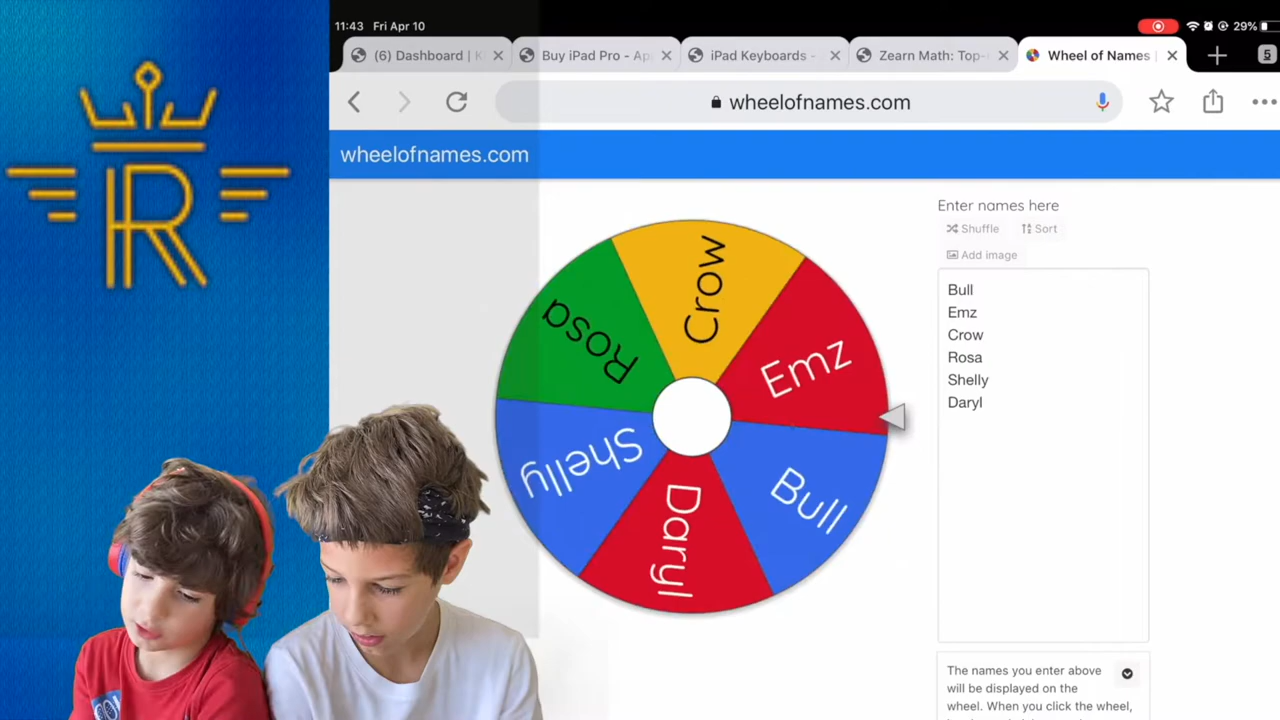 11:43 Fri Apr 10 29%
(6) Dashboard |
Buy iPad Pro -
iPad Keyboards -
Zearn Math: Top-
Wheel of Names |
5
wheelofnames.com
wheelofnames.com
R
Crow
Emz
Bull
Daryl
Shelly
Rosa
Enter names here
Shuffle Sort
Add image
Bull
Emz
Crow
Rosa
Shelly
Daryl
The names you enter above
will be displayed on the
wheel. When you click the wheel,